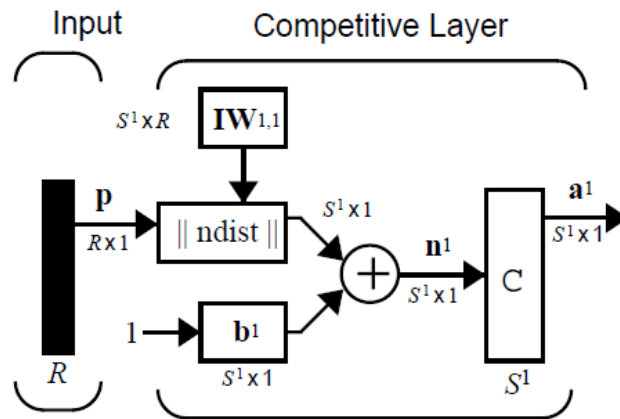 Input
Competitive Layer
S¹ x R
IW1,1
p
R x 1
|| ndist ||
S¹ x 1
+
n¹
S¹ x 1
C
a¹
S¹ x 1
1
b¹
S¹ x 1
R
S¹